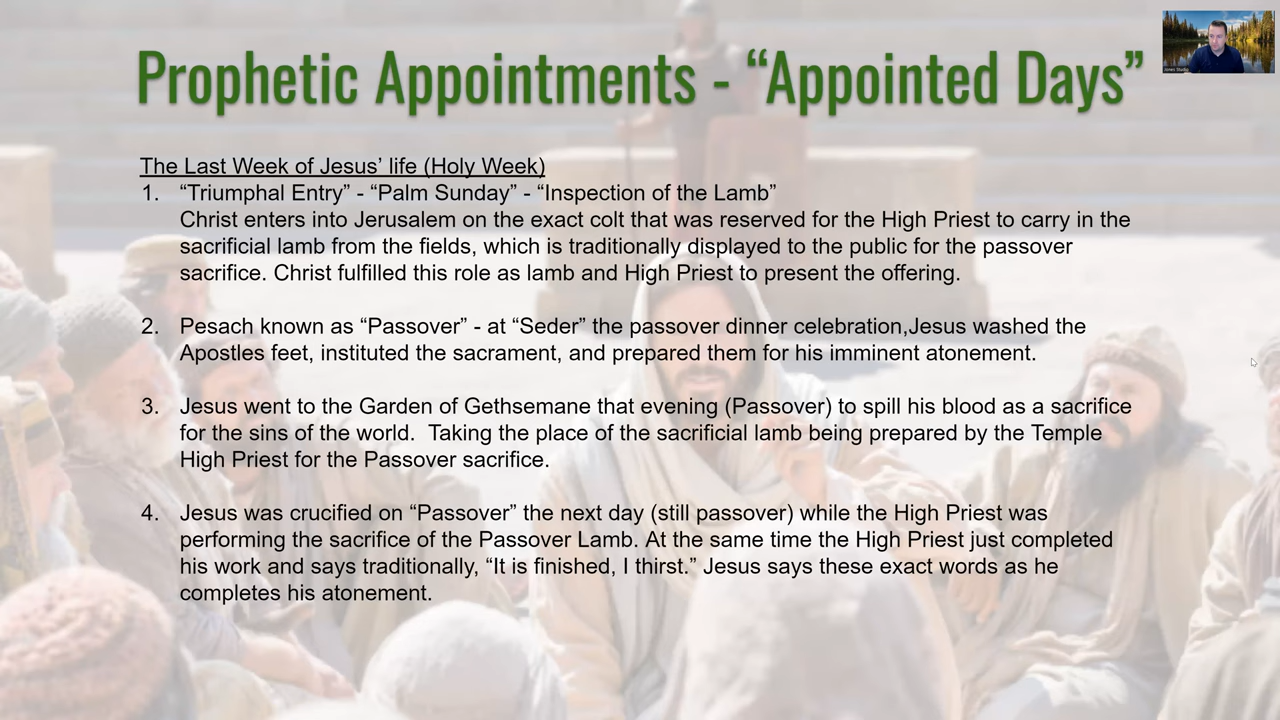 Prophetic Appointments - “Appointed Days”
The Last Week of Jesus’ life (Holy Week)
1. “Triumphal Entry” - “Palm Sunday” - “Inspection of the Lamb”
Christ enters into Jerusalem on the exact colt that was reserved for the High Priest to carry in the
sacrificial lamb from the fields, which is traditionally displayed to the public for the passover
sacrifice. Christ fulfilled this role as lamb and High Priest to present the offering.
2. Pesach known as “Passover” - at “Seder” the passover dinner celebration,Jesus washed the
Apostles feet, instituted the sacrament, and prepared them for his imminent atonement.
3. Jesus went to the Garden of Gethsemane that evening (Passover) to spill his blood as a sacrifice
for the sins of the world.  Taking the place of the sacrificial lamb being prepared by the Temple
High Priest for the Passover sacrifice.
4. Jesus was crucified on “Passover” the next day (still passover) while the High Priest was
performing the sacrifice of the Passover Lamb. At the same time the High Priest just completed
his work and says traditionally, “It is finished, I thirst.” Jesus says these exact words as he
completes his atonement.